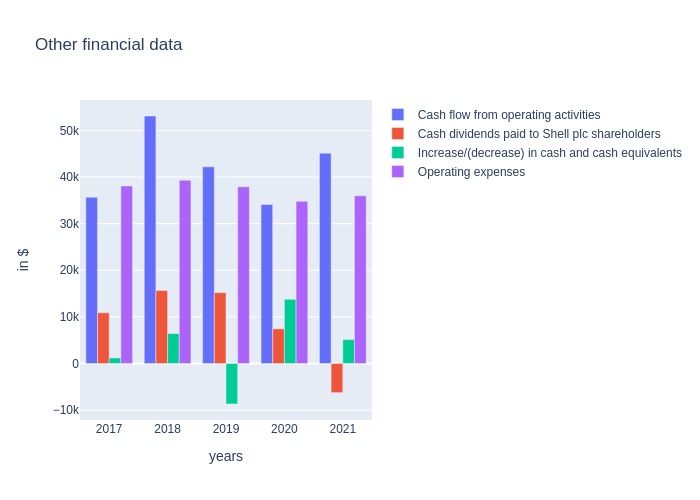 Other financial data
Cash flow from operating activities
Cash dividends paid to Shell plc shareholders
Increase/(decrease) in cash and cash equivalents
Operating expenses
50k
40k
30k
20k
10k
0
−10k
in $
2017 2018 2019 2020 2021
years